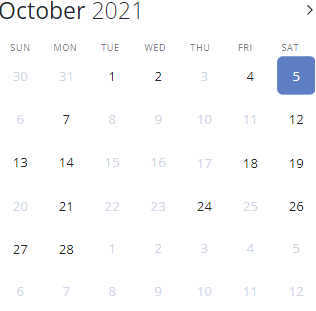 October 2021 >
SUN MON TUE WED THU FRI SAT
30 31 1 2 3 4 5
6 7 8 9 10 11 12
13 14 15 16 17 18 19
20 21 22 23 24 25 26
27 28 1 2 3 4 5
6 7 8 9 10 11 12